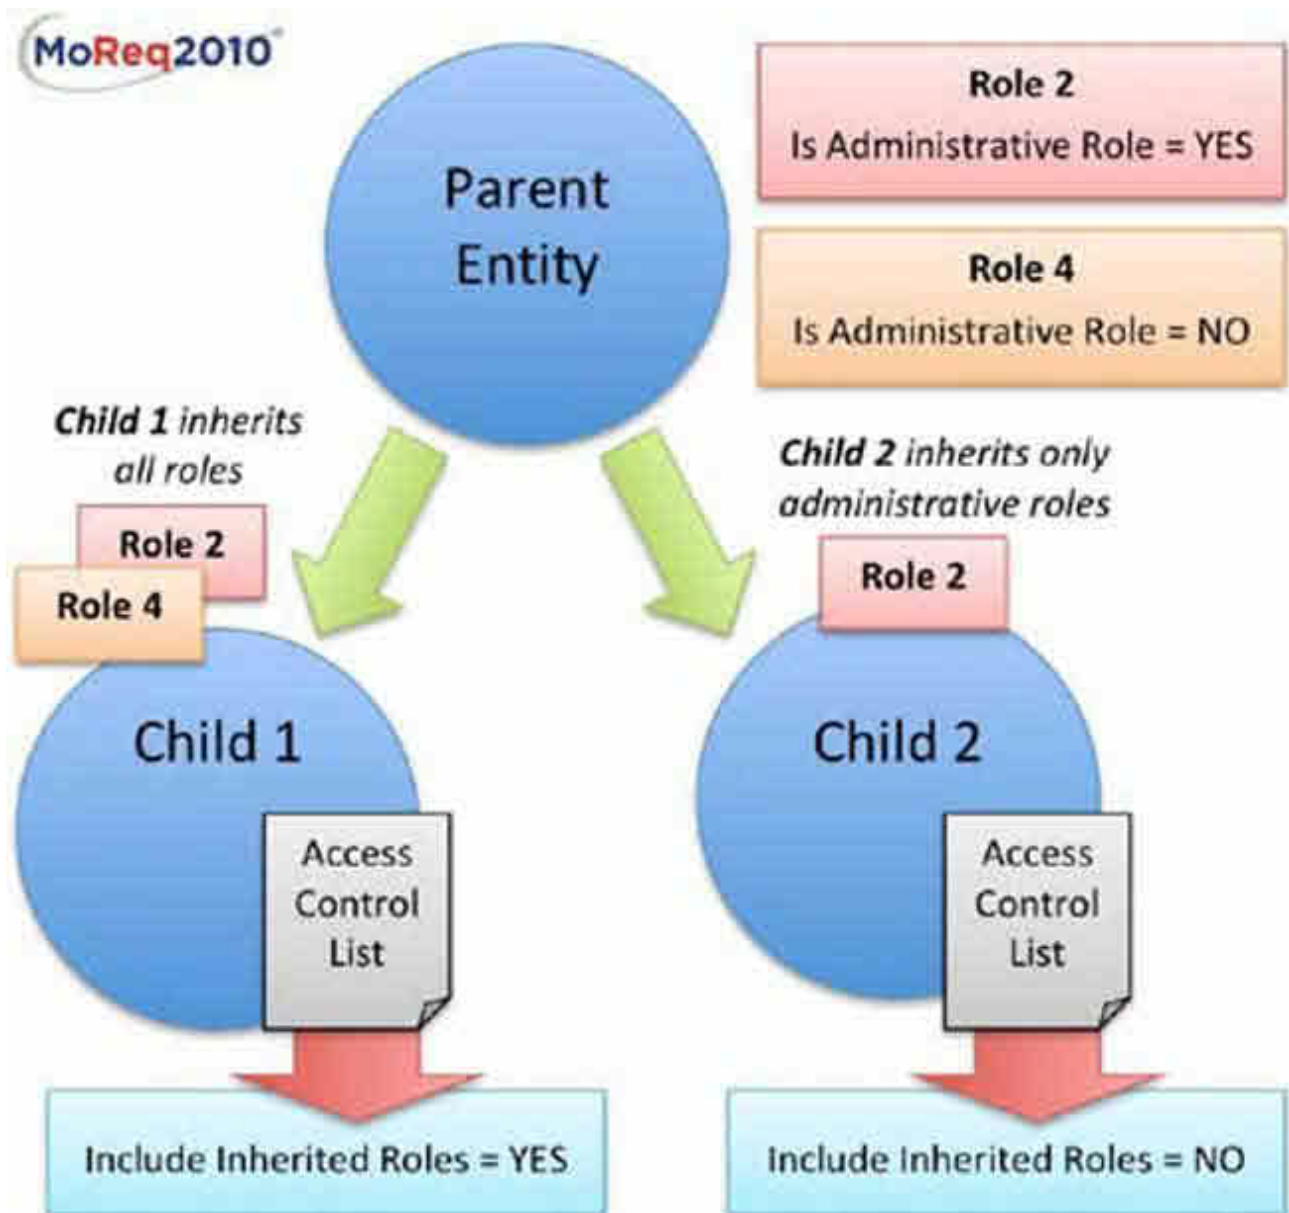 MoReq2010®
Parent
Entity
Role 2
Is Administrative Role = YES
Role 4
Is Administrative Role = NO
Child 1 inherits
all roles
Role 2
Role 4
Child 2 inherits only
administrative roles
Role 2
Child 1
Access
Control
List
Child 2
Access
Control
List
Include Inherited Roles = YES
Include Inherited Roles = NO